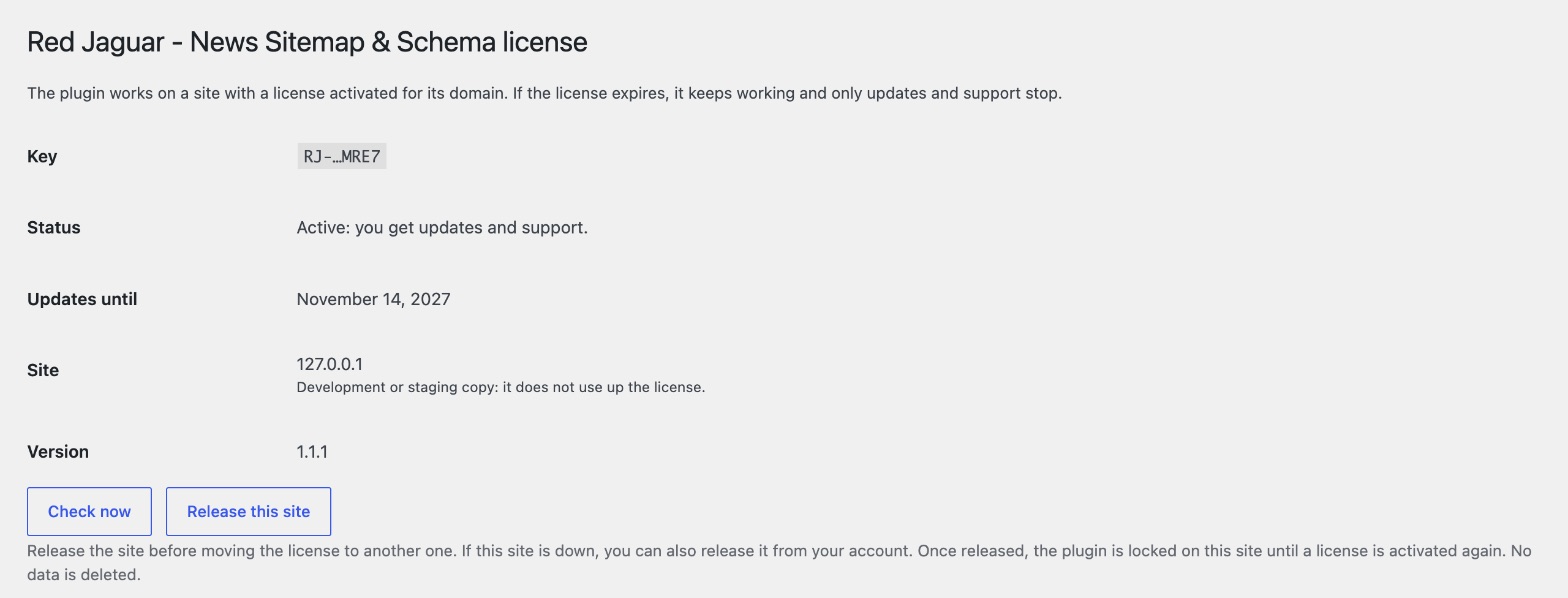 Red Jaguar - News Sitemap & Schema license
The plugin works on a site with a license activated for its domain. If the license expires, it keeps working and only updates and support stop.
Key RJ-…MRE7
Status Active: you get updates and support.
Updates until November 14, 2027
Site 127.0.0.1
Development or staging copy: it does not use up the license.
Version 1.1.1
Check now Release this site
Release the site before moving the license to another one. If this site is down, you can also release it from your account. Once released, the plugin is locked on this site until a license is activated again. No
data is deleted.